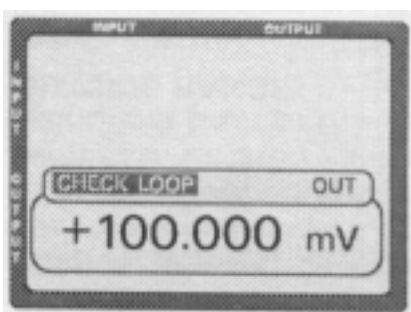 INPUT OUTPUT
INPUT
OUTPUT
CHECK LOOP OUT
+100.000 mV